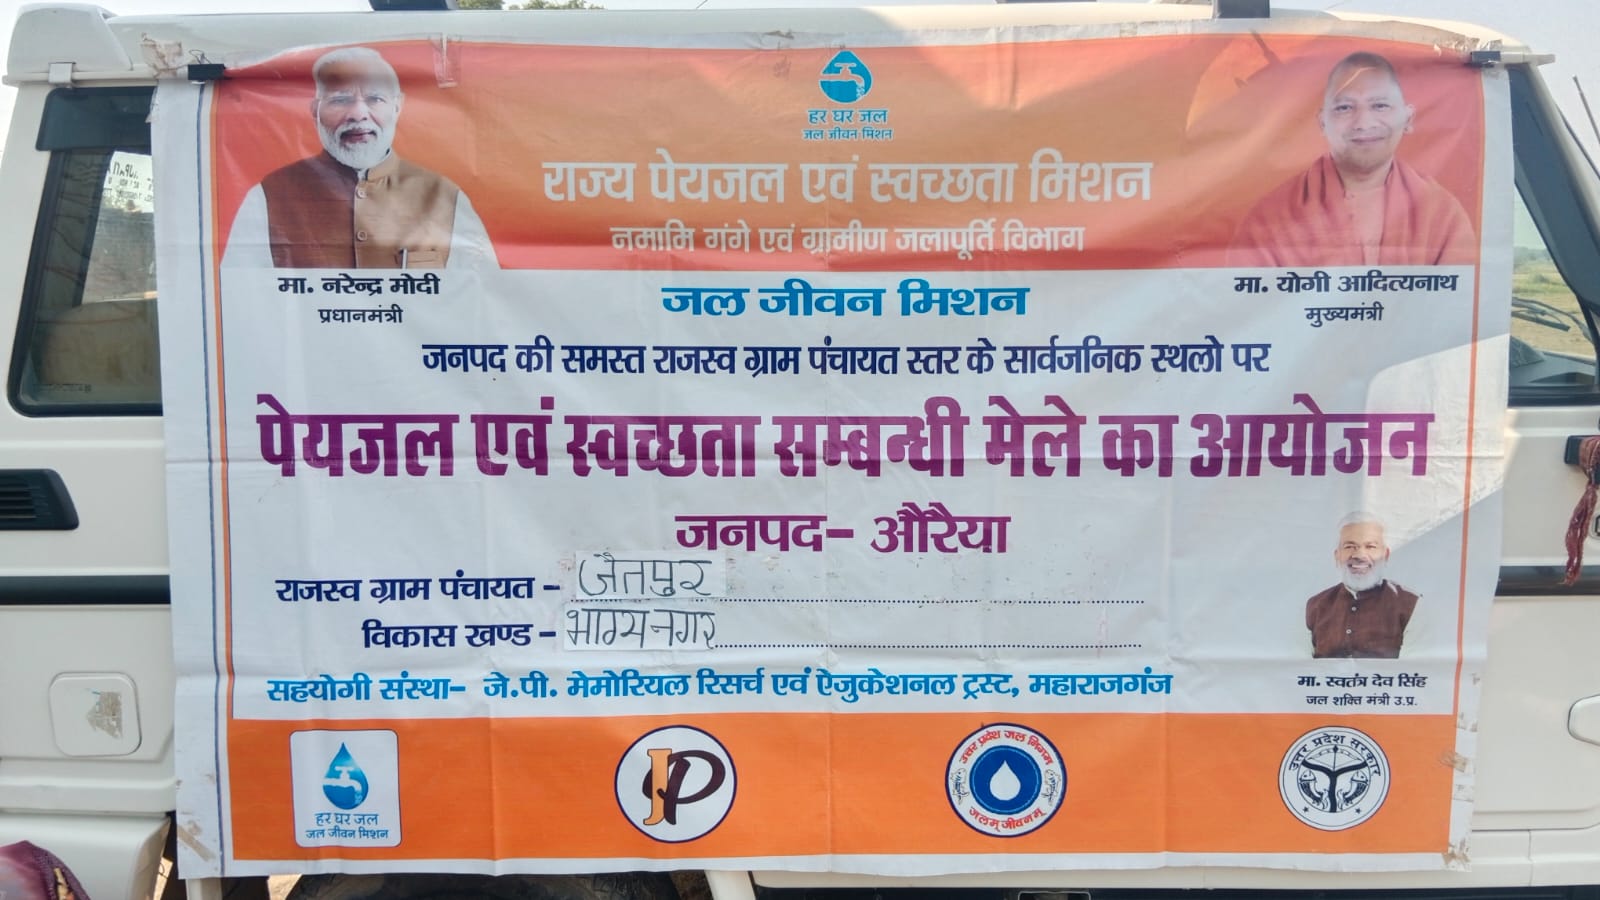 हर घर जल
जल जीवन मिशन
राज्य पेयजल एवं स्वच्छता मिशन
नमामि गंगे एवं ग्रामीण जलापूर्ति विभाग
मा. नरेन्द्र मोदी
प्रधानमंत्री
मा. योगी आदित्यनाथ
मुख्यमंत्री
जल जीवन मिशन
जनपद की समस्त राजस्व ग्राम पंचायत स्तर के सार्वजनिक स्थलो पर
पेयजल एवं स्वच्छता सम्बन्धी मेले का आयोजन
जनपद- औरैया
राजस्व ग्राम पंचायत - जैतपुर
विकास खण्ड - भाग्यनगर
मा. स्वतंत्र देव सिंह
जल शक्ति मंत्री उ.प्र.
सहयोगी संस्था- जे.पी. मेमोरियल रिसर्च एवं ऐजुकेशनल ट्रस्ट, महाराजगंज
हर घर जल
जल जीवन मिशन
JP
उत्तर प्रदेश जल निगम
जलम् जीवनम्
उत्तर प्रदेश सरकार